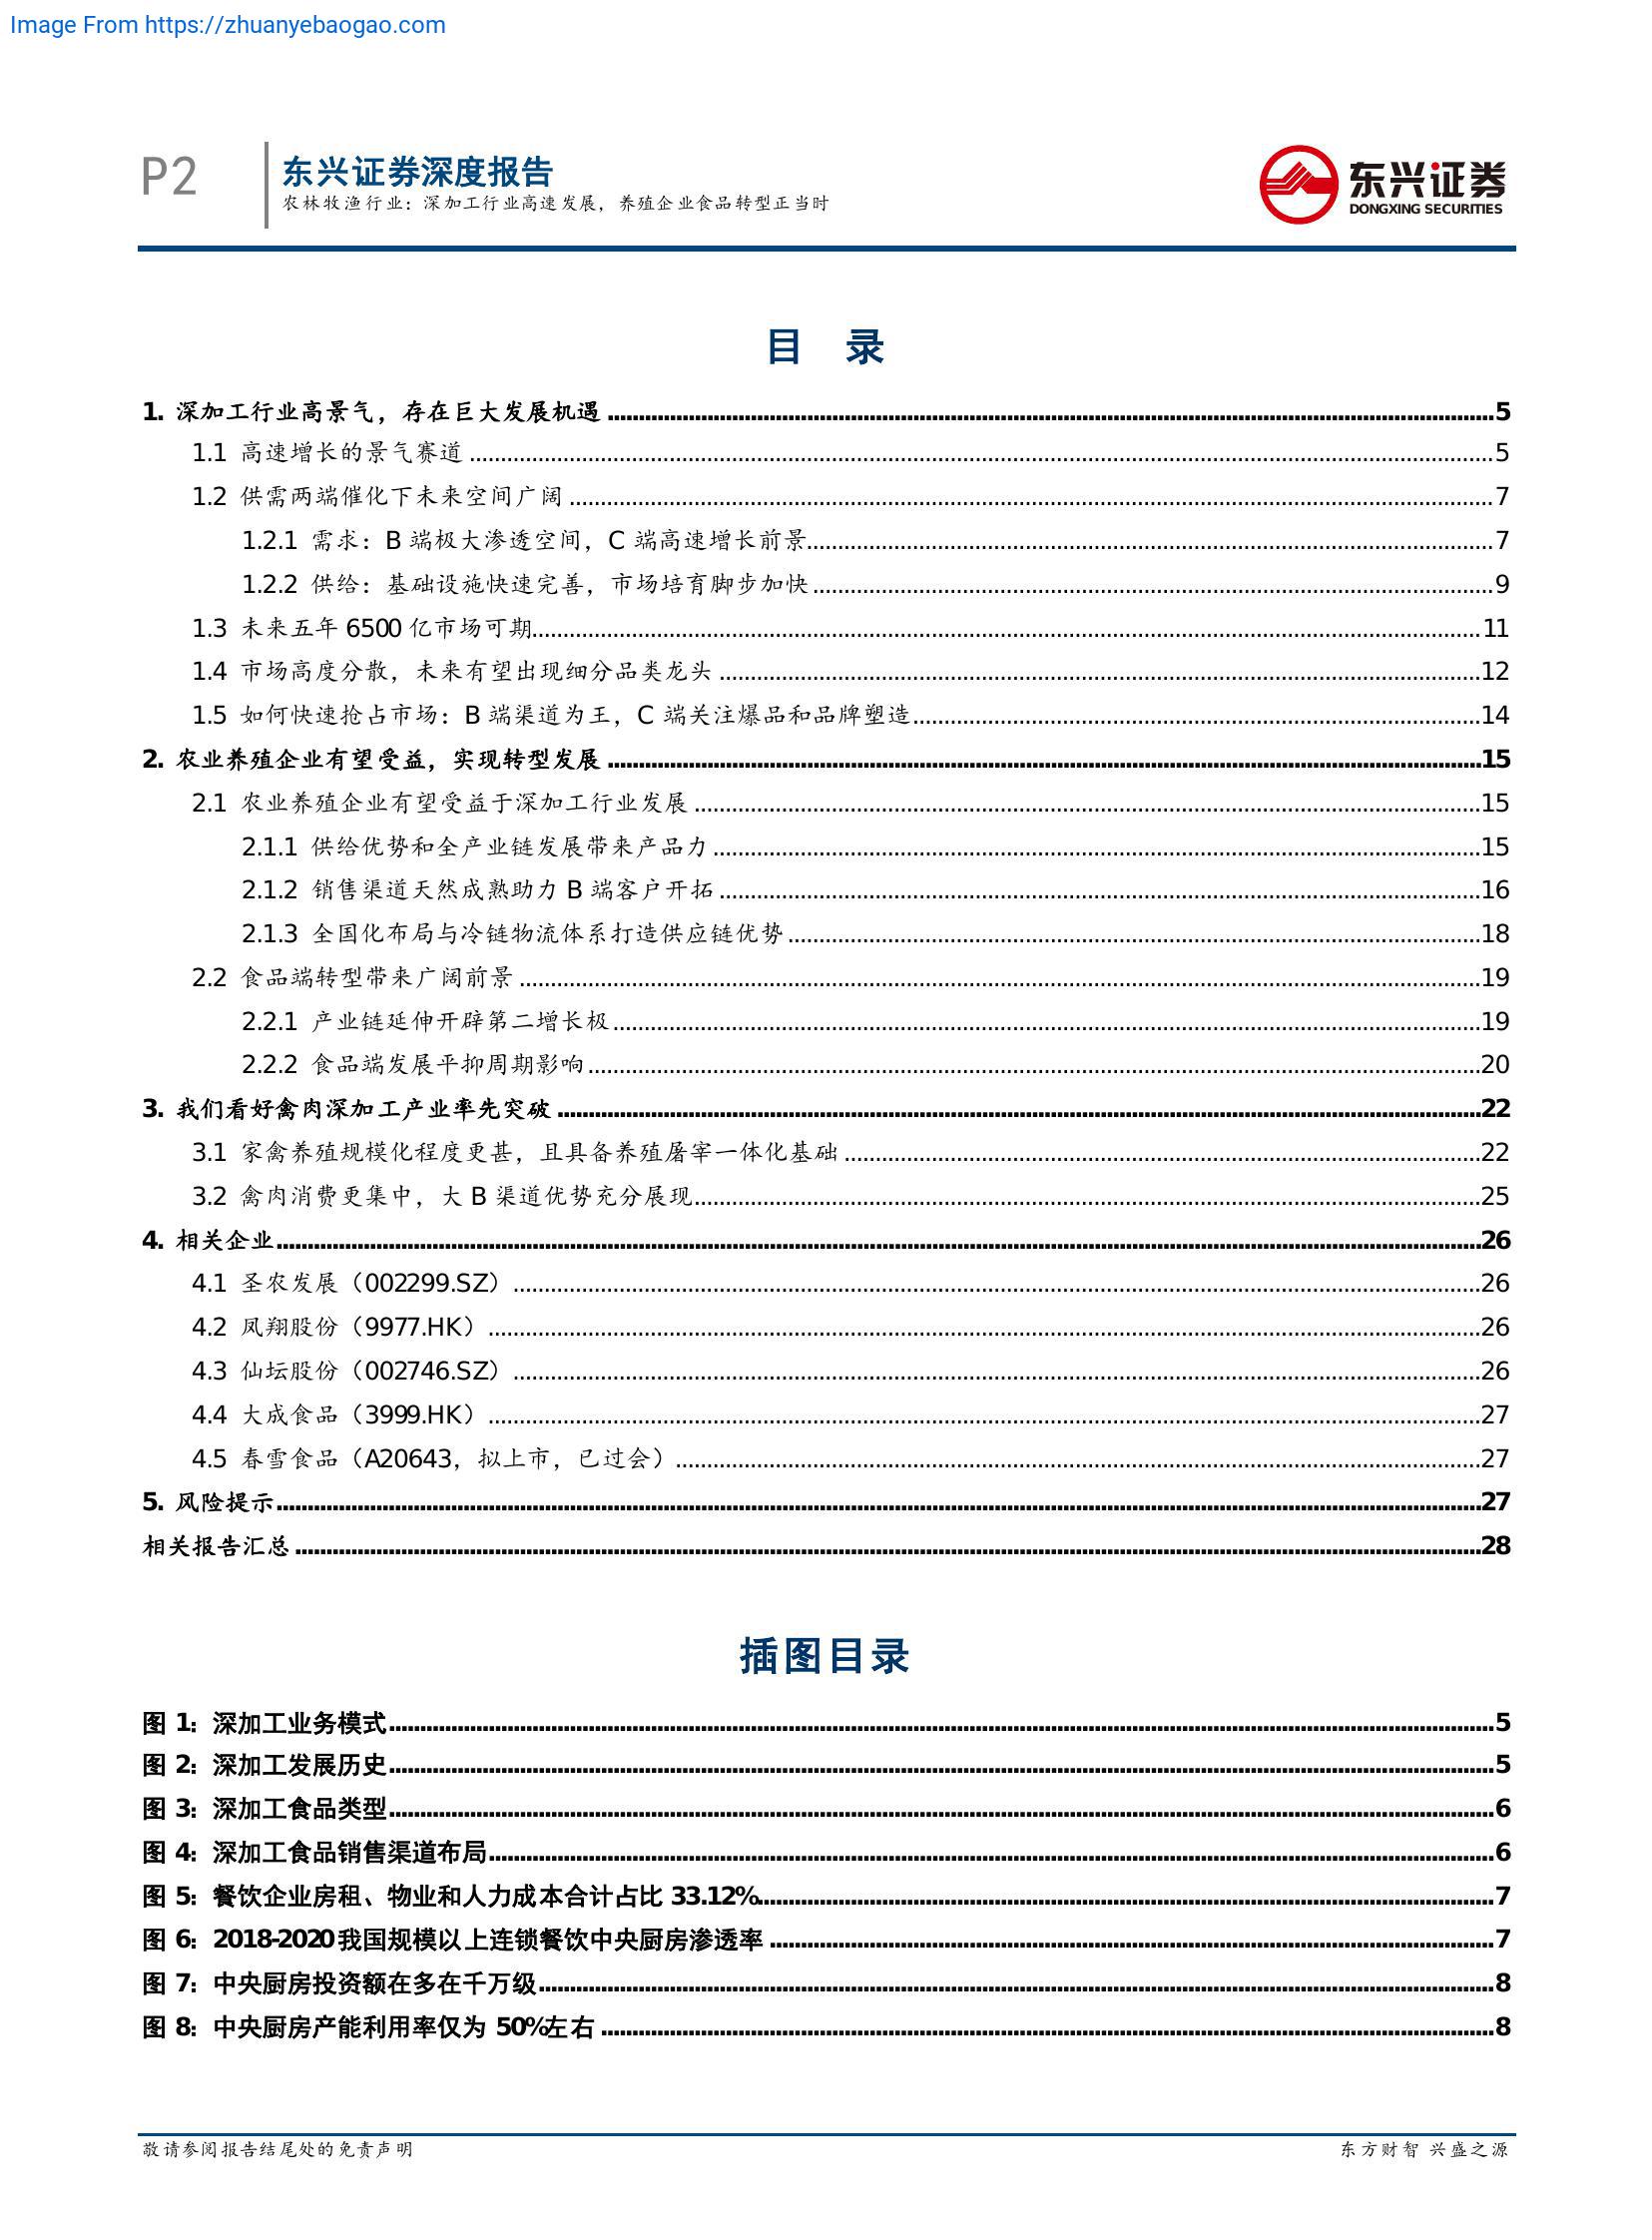 Image From https://zhuanyebaogao.com
P2
东兴证券深度报告
农林牧渔行业：深加工行业高速发展，养殖企业食品转型正当时
东兴证券
DONGXING SECURITIES
目 录
1. 深加工行业高景气，存在巨大发展机遇 5
1.1 高速增长的景气赛道 5
1.2 供需两端催化下未来空间广阔 7
1.2.1 需求：B 端极大渗透空间，C 端高速增长前景 7
1.2.2 供给：基础设施快速完善，市场培育脚步加快 9
1.3 未来五年 6500 亿市场可期 11
1.4 市场高度分散，未来有望出现细分品类龙头 12
1.5 如何快速抢占市场：B 端渠道为王，C 端关注爆品和品牌塑造 14
2. 农业养殖企业有望受益，实现转型发展 15
2.1 农业养殖企业有望受益于深加工行业发展 15
2.1.1 供给优势和全产业链发展带来产品力 15
2.1.2 销售渠道天然成熟助力 B 端客户开拓 16
2.1.3 全国化布局与冷链物流体系打造供应链优势 18
2.2 食品端转型带来广阔前景 19
2.2.1 产业链延伸开辟第二增长极 19
2.2.2 食品端发展平抑周期影响 20
3. 我们看好禽肉深加工产业率先突破 22
3.1 家禽养殖规模化程度更甚，且具备养殖屠宰一体化基础 22
3.2 禽肉消费更集中，大 B 渠道优势充分展现 25
4. 相关企业 26
4.1 圣农发展（002299.SZ） 26
4.2 凤翔股份（9977.HK） 26
4.3 仙坛股份（002746.SZ） 26
4.4 大成食品（3999.HK） 27
4.5 春雪食品（A20643，拟上市，已过会） 27
5. 风险提示 27
相关报告汇总 28
插图目录
图 1：深加工业务模式 5
图 2：深加工发展历史 5
图 3：深加工食品类型 6
图 4：深加工食品销售渠道布局 6
图 5：餐饮企业房租、物业和人力成本合计占比 33.12% 7
图 6：2018-2020 我国规模以上连锁餐饮中央厨房渗透率 7
图 7：中央厨房投资额在多在千万级 8
图 8：中央厨房产能利用率仅为 50%左右 8
敬请参阅报告结尾处的免责声明
东方财智 兴盛之源